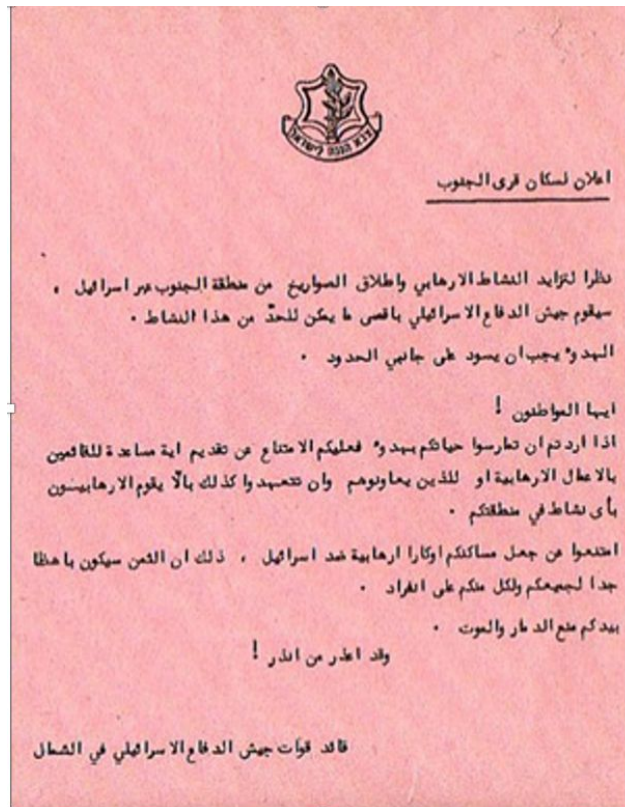 צבא הגנה לישראל
اعلان لسكان قرى الجنوب
نظرا لتزايد النشاط الارهابي واطلاق الصواريخ من منطقة الجنوب عبر اسرائيل ،
سيقوم جيش الدفاع الاسرائيلي باقصى ما يمكن للحدّ من هذا النشاط .
الهدوء يجب ان يسود على جانبي الحدود .
ايها المواطنون !
اذا اردتم ان تمارسوا حياتكم بهدوء فعليكم الامتناع عن تقديم اية مساعدة للقائمين
بالاعمال الارهابية او للذين يعاونوهم وان تتعهدوا كذلك بالّا يقوم الارهابيـون
بأى نشاط في منطقتكم .
امتنعوا عن جعل مساكنكم اوكارا ارهابية ضد اسرائيل ، ذلك ان الثمن سيكون باهظا
جدا لجميعكم ولكل منكم على انفراد .
بيدكم منع الدمار والموت .
وقد اعذر من انذر !
قائد قوات جيش الدفاع الاسرائيلي في الشمال